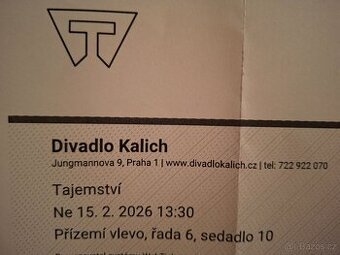 Divadlo Kalich
Jungmannova 9, Praha 1 | www.divadlokalich.cz | tel: 722 922 070
Tajemství
Ne 15. 2. 2026 13:30
Přízemí vlevo, řada 6, sedadlo 10